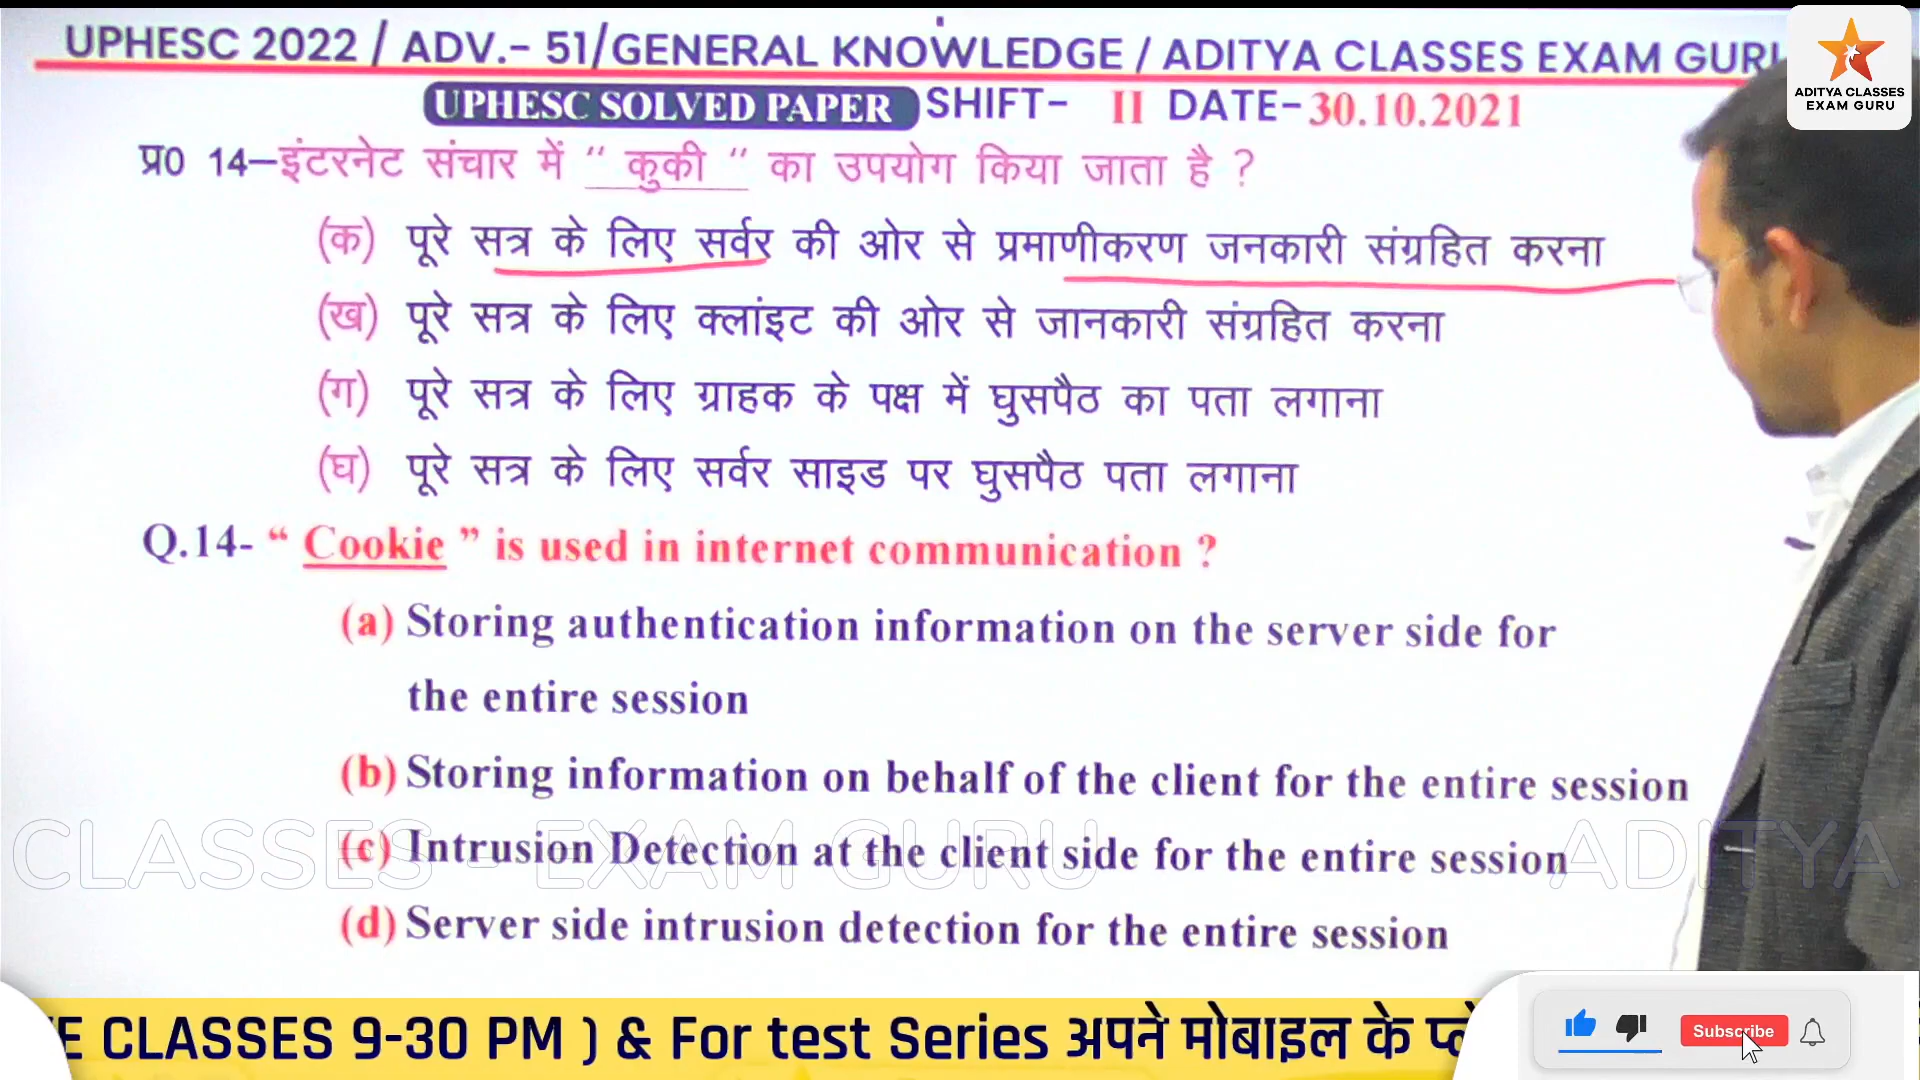 UPHESC 2022 / ADV.- 51/GENERAL KNOWLEDGE / ADITYA CLASSES EXAM GURU
ADITYA CLASSES
EXAM GURU
UPHESC SOLVED PAPER SHIFT- II DATE-30.10.2021
प्र0 14–इंटरनेट संचार में “ कुकी ” का उपयोग किया जाता है ?
(क) पूरे सत्र के लिए सर्वर की ओर से प्रमाणीकरण जनकारी संग्रहित करना
(ख) पूरे सत्र के लिए क्लांइट की ओर से जानकारी संग्रहित करना
(ग) पूरे सत्र के लिए ग्राहक के पक्ष में घुसपैठ का पता लगाना
(घ) पूरे सत्र के लिए सर्वर साइड पर घुसपैठ पता लगाना
Q.14- “ Cookie ” is used in internet communication ?
(a) Storing authentication information on the server side for
the entire session
(b) Storing information on behalf of the client for the entire session
CLASSES - EXAM GURU ADITYA
(c) Intrusion Detection at the client side for the entire session
(d) Server side intrusion detection for the entire session
E CLASSES 9-30 PM ) & For test Series अपने मोबाइल के
Subscribe